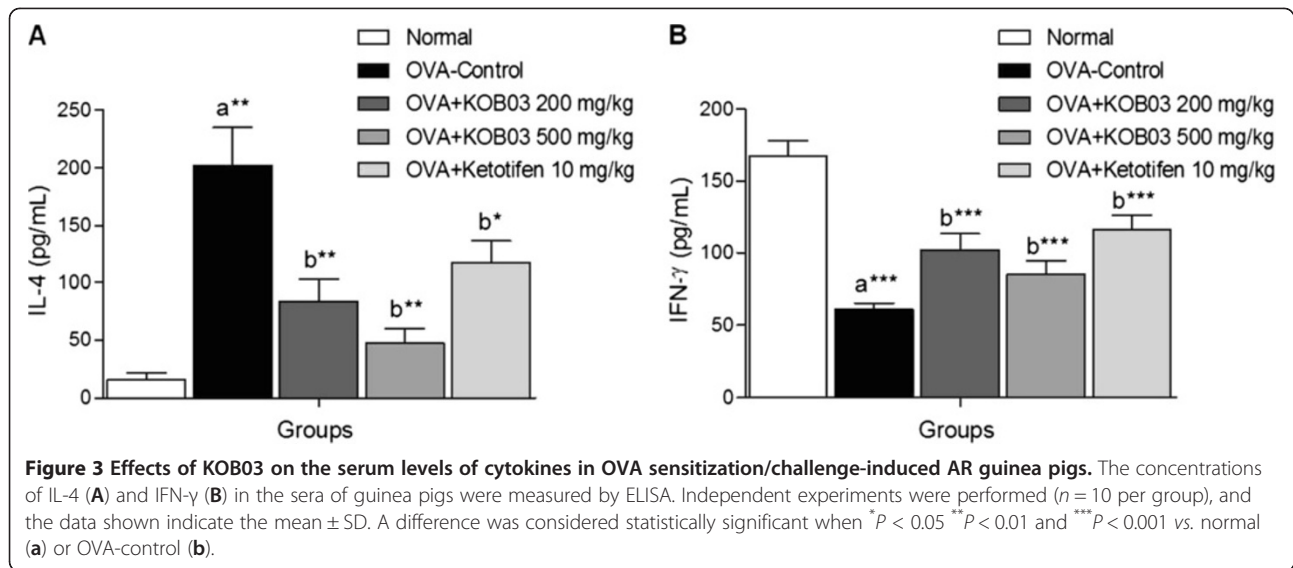 A
Normal
OVA-Control
OVA+KOB03 200 mg/kg
OVA+KOB03 500 mg/kg
OVA+Ketotifen 10 mg/kg
IL-4 (pg/mL)
250
200
150
100
50
0
a**
b**
b**
b*
Groups
B
Normal
OVA-Control
OVA+KOB03 200 mg/kg
OVA+KOB03 500 mg/kg
OVA+Ketotifen 10 mg/kg
IFN-γ (pg/mL)
200
150
100
50
0
a***
b***
b***
b***
Groups
Figure 3 Effects of KOB03 on the serum levels of cytokines in OVA sensitization/challenge-induced AR guinea pigs. The concentrations
of IL-4 (A) and IFN-γ (B) in the sera of guinea pigs were measured by ELISA. Independent experiments were performed (n = 10 per group), and
the data shown indicate the mean ± SD. A difference was considered statistically significant when *P < 0.05 **P < 0.01 and ***P < 0.001 vs. normal
(a) or OVA-control (b).